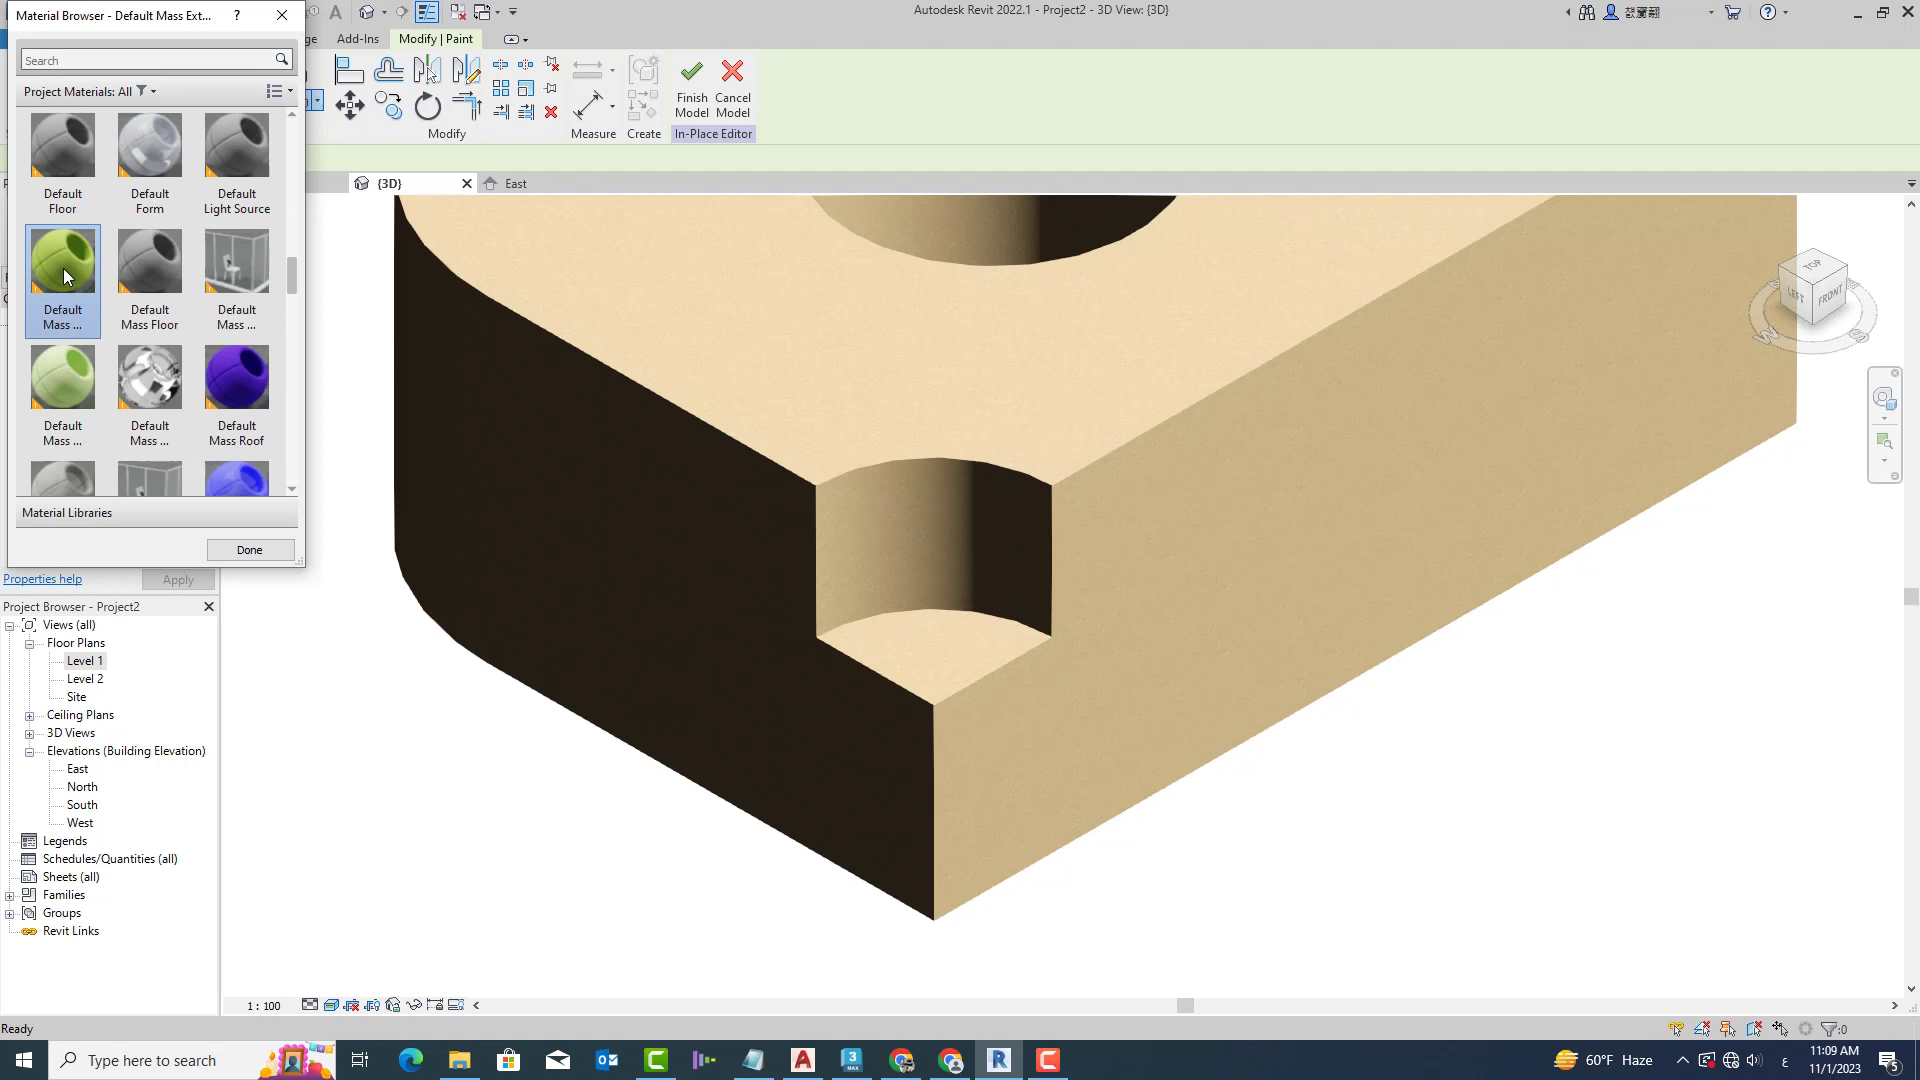 Material Browser - Default Mass Ext...
?
Autodesk Revit 2022.1 - Project2 - 3D View: {3D}
Search
Add-Ins
Modify | Paint
Project Materials: All
Finish Model
Cancel Model
Modify
Measure
Create
In-Place Editor
{3D}
East
Default Floor
Default Form
Default Light Source
Default Mass ...
Default Mass Floor
Default Mass ...
Default Mass ...
Default Mass ...
Default Mass Roof
Material Libraries
Done
TOP
LEFT
FRONT
W
S
Properties help
Apply
Project Browser - Project2
Views (all)
Floor Plans
Level 1
Level 2
Site
Ceiling Plans
3D Views
Elevations (Building Elevation)
East
North
South
West
Legends
Schedules/Quantities (all)
Sheets (all)
Families
Groups
Revit Links
1 : 100
Ready
:0
Type here to search
60°F Haze
ع
11:09 AM
11/1/2023
5